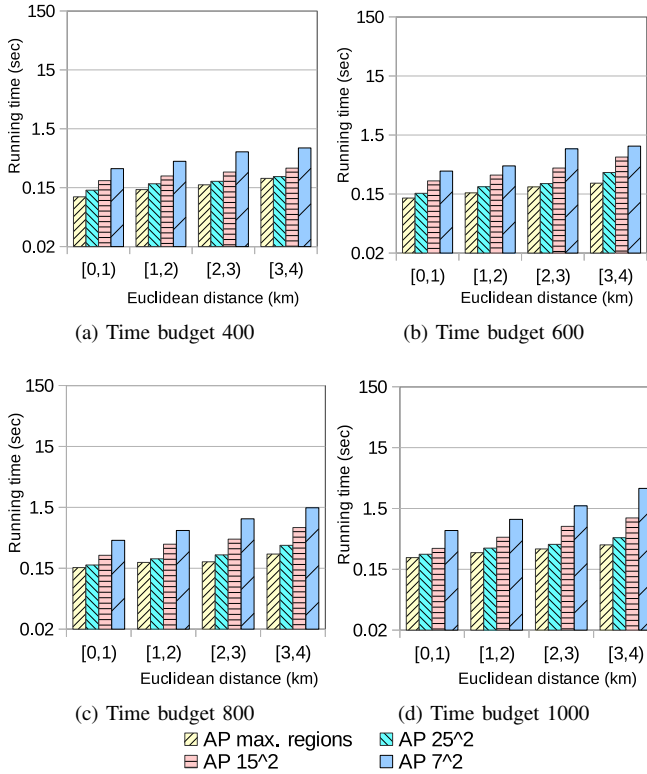 150
15
1.5
0.15
0.02
Running time (sec)
[0,1) [1,2) [2,3) [3,4)
Euclidean distance (km)
(a) Time budget 400
150
15
1.5
0.15
0.02
Running time (sec)
[0,1) [1,2) [2,3) [3,4)
Euclidean distance (km)
(b) Time budget 600
150
15
1.5
0.15
0.02
Running time (sec)
[0,1) [1,2) [2,3) [3,4)
Euclidean distance (km)
(c) Time budget 800
150
15
1.5
0.15
0.02
Running time (sec)
[0,1) [1,2) [2,3) [3,4)
Euclidean distance (km)
(d) Time budget 1000
AP max. regions AP 25^2
AP 15^2 AP 7^2